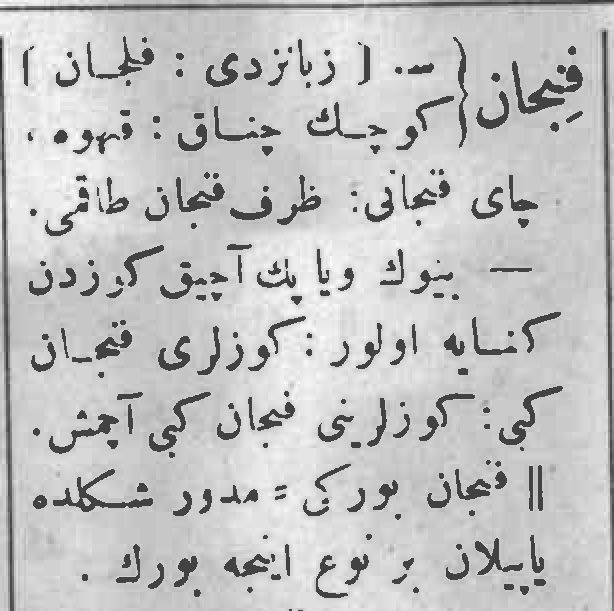 فِنجان { س. [ زبانزدی : فلجان ]
كوچك چناق : قهوه ،
چای فنجانی : ظرف فنجان طاقمی .
— بیوك ویا پك آچیق كوزدن
كنایه اولور : كوزلری فنجان
كبی : كوزلرینی فنجان كبی آچمش .
‖ فنجان بوركی = مدور شكلده
یاپیلان بر نوع اینجه بورك .